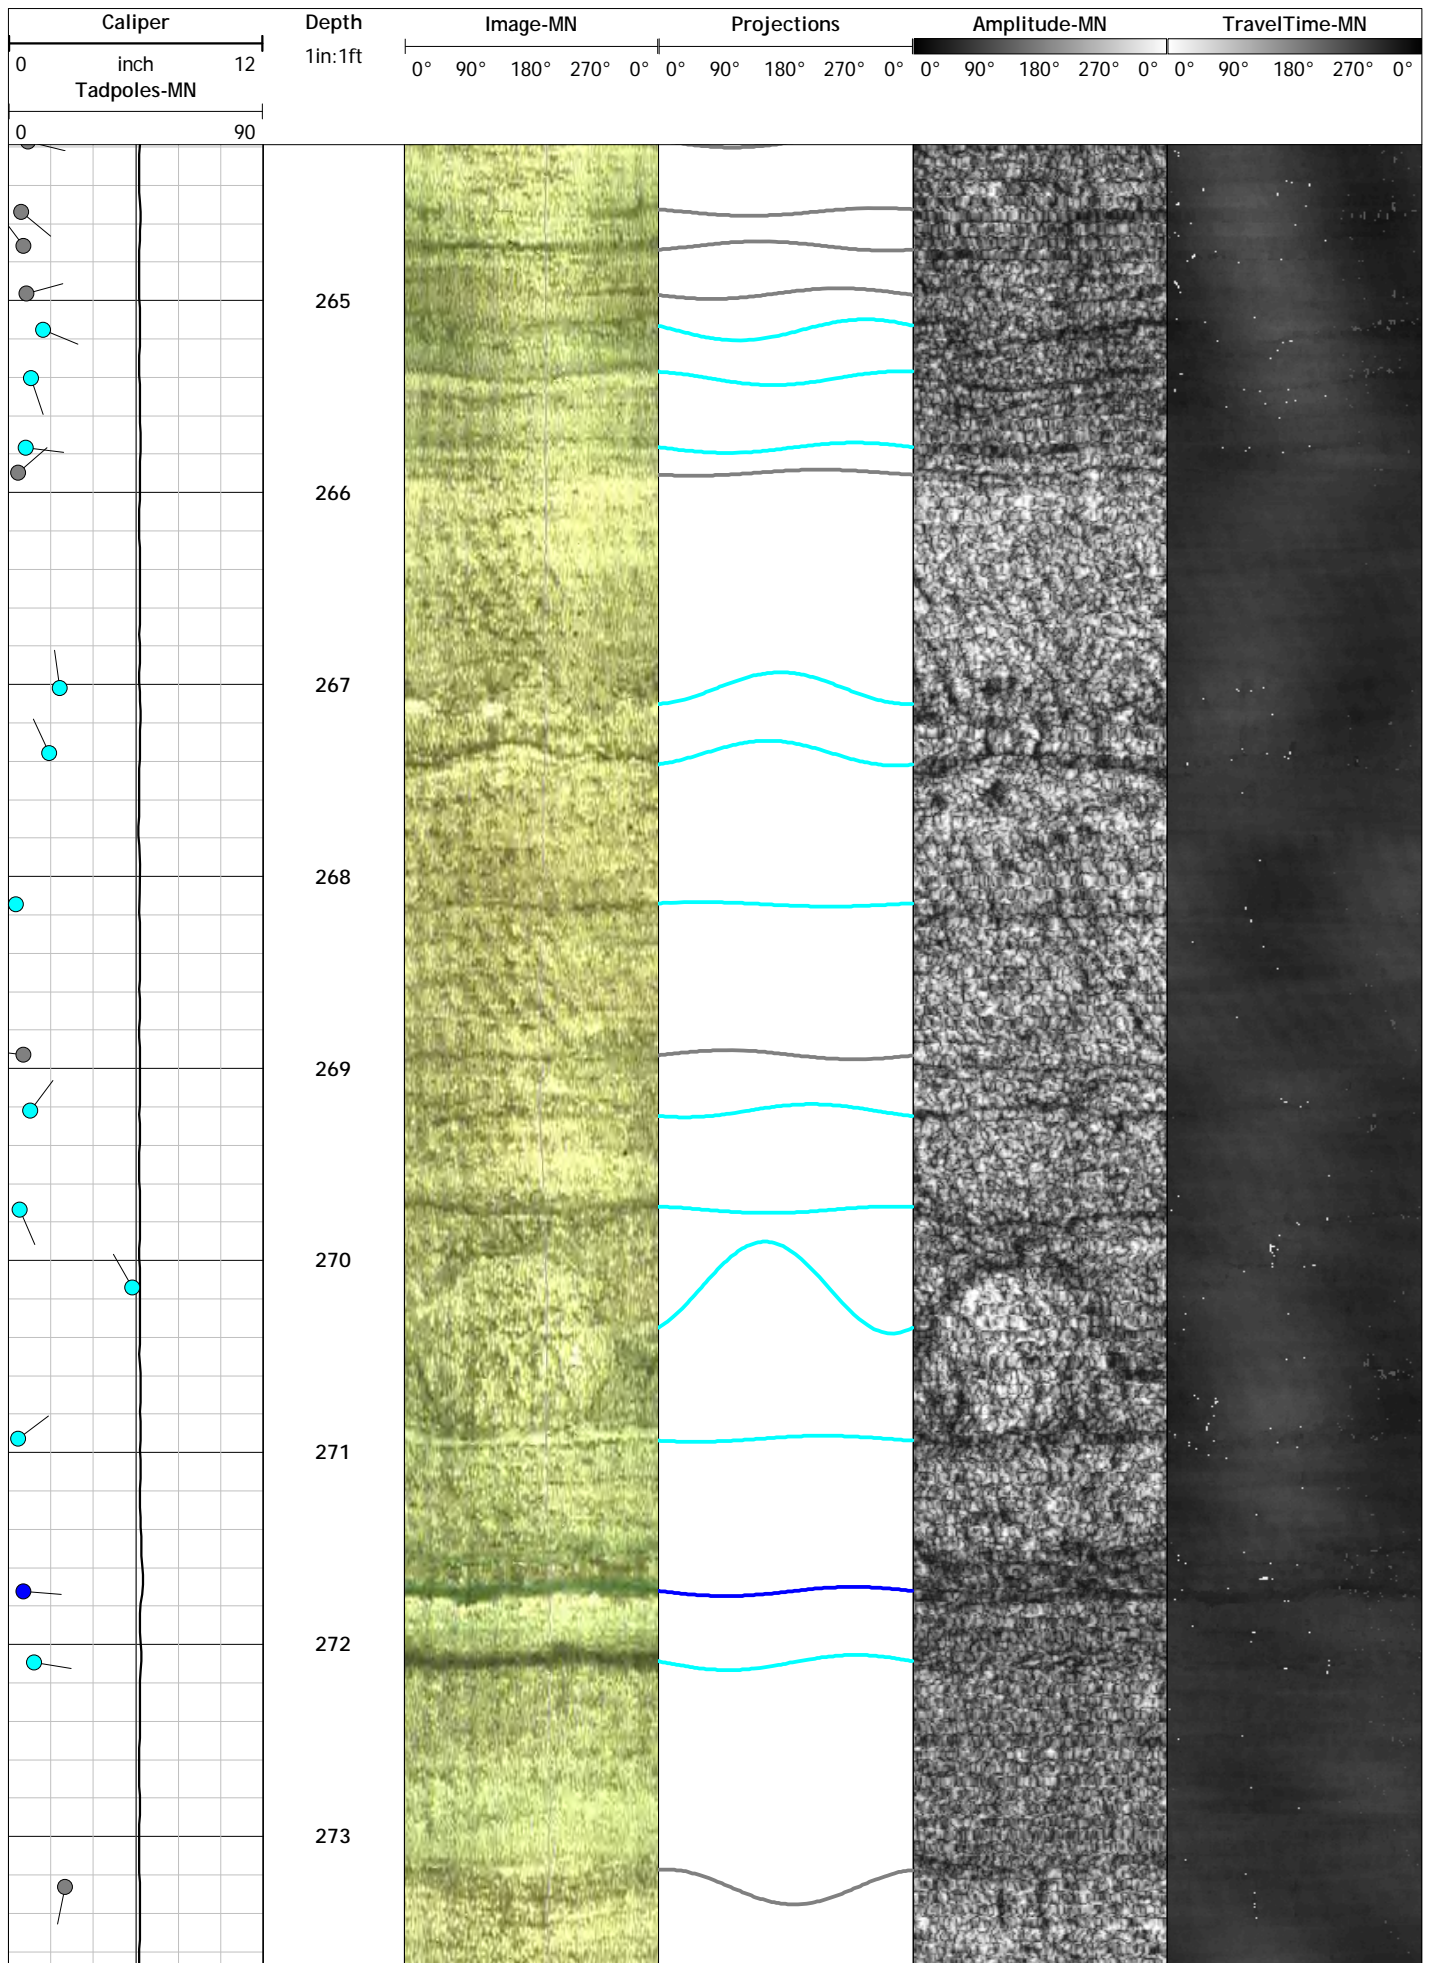 Caliper
0 inch 12
Tadpoles-MN
0 90
Depth
1in:1ft
Image-MN
0° 90° 180° 270° 0°
Projections
0° 90° 180° 270° 0°
Amplitude-MN
0° 90° 180° 270° 0°
TravelTime-MN
0° 90° 180° 270° 0°
265
266
267
268
269
270
271
272
273